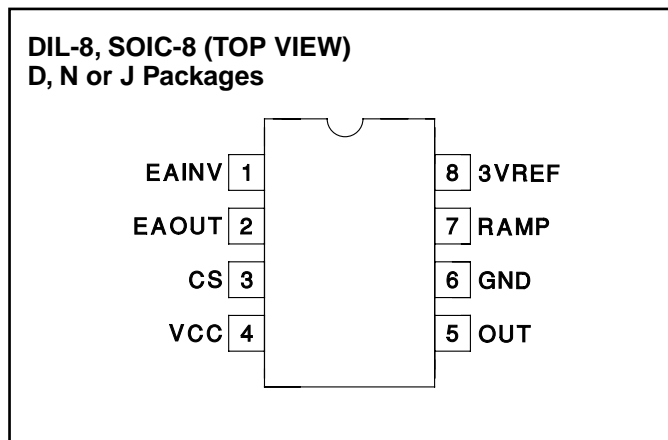 DIL-8, SOIC-8 (TOP VIEW)
D, N or J Packages
EAINV 1 8 3VREF
EAOUT 2 7 RAMP
CS 3 6 GND
VCC 4 5 OUT